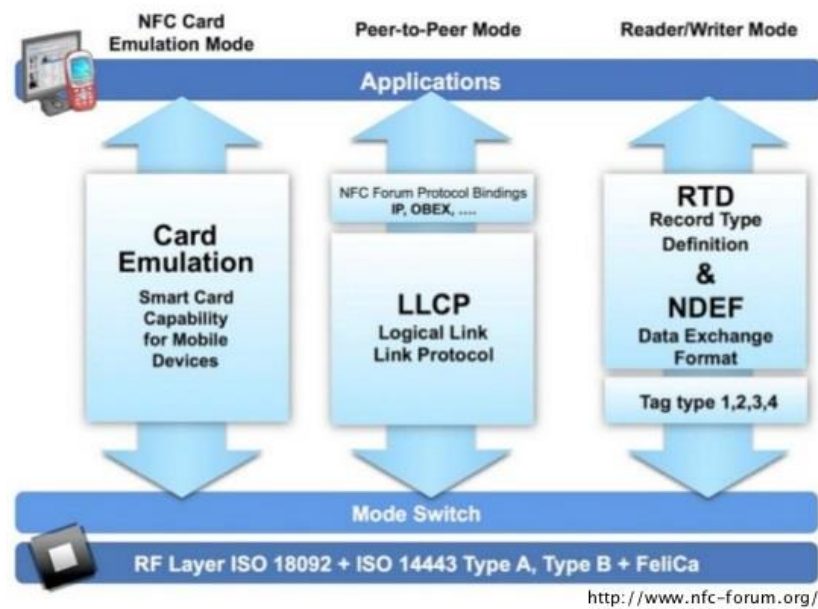 NFC Card
Emulation Mode
Peer-to-Peer Mode
Reader/Writer Mode
Applications
Card
Emulation
Smart Card
Capability
for Mobile
Devices
NFC Forum Protocol Bindings
IP, OBEX, ....
LLCP
Logical Link
Link Protocol
RTD
Record Type
Definition
&
NDEF
Data Exchange
Format
Tag type 1,2,3,4
Mode Switch
RF Layer ISO 18092 + ISO 14443 Type A, Type B + FeliCa
http://www.nfc-forum.org/